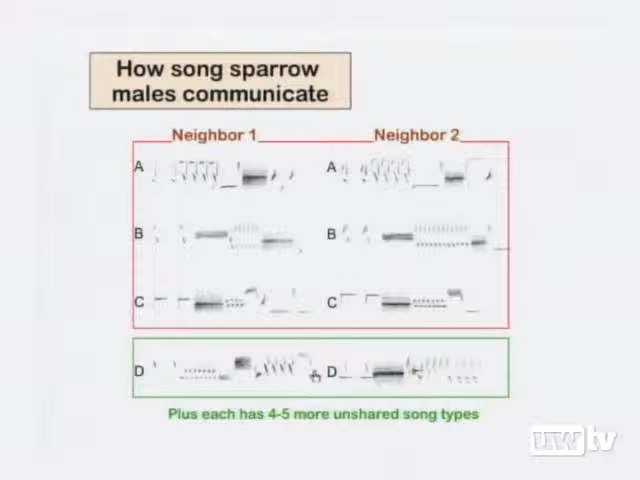 How song sparrow
males communicate
Neighbor 1 Neighbor 2
A A
B B
C C
D D
Plus each has 4-5 more unshared song types
uwtv